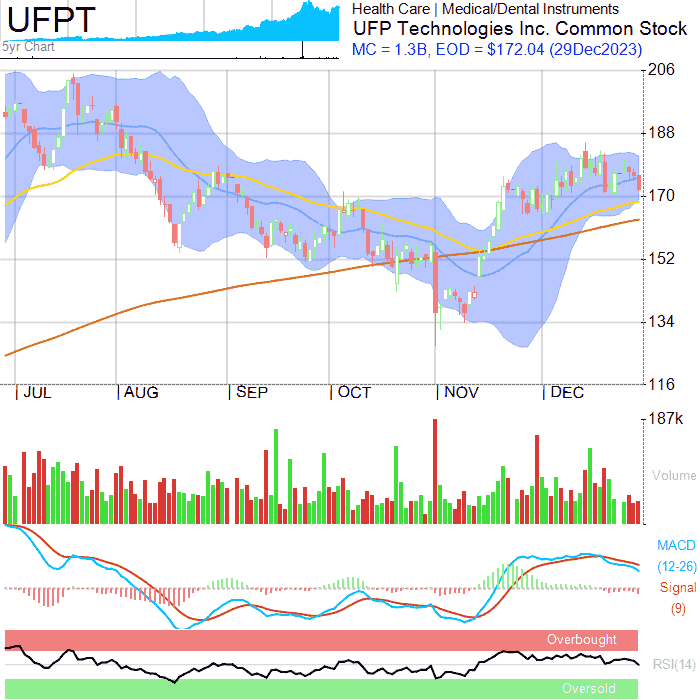 UFPT
5yr Chart
Health Care | Medical/Dental Instruments
UFP Technologies Inc. Common Stock
MC = 1.3B, EOD = $172.04 (29Dec2023)
206
188
170
152
134
116
JUL
AUG
SEP
OCT
NOV
DEC
187k
Volume
MACD
(12-26)
Signal
(9)
Overbought
RSI(14)
Oversold